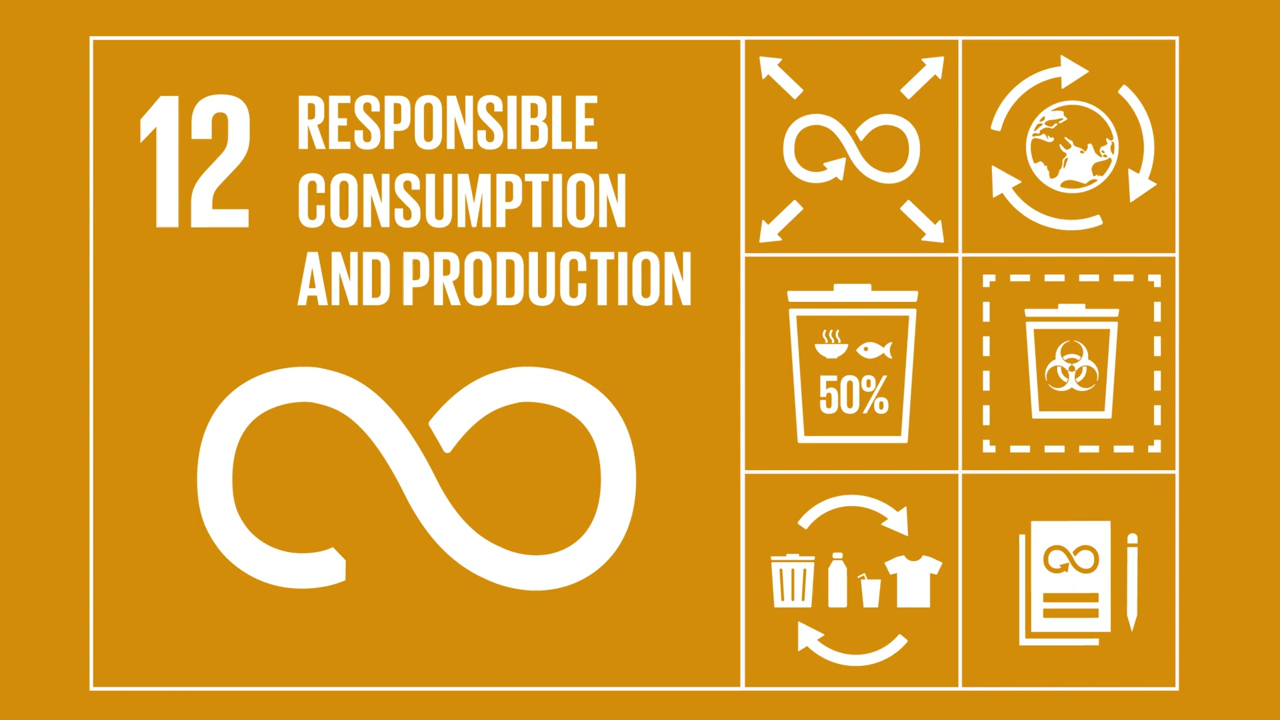 12
RESPONSIBLE
CONSUMPTION
AND PRODUCTION
50%